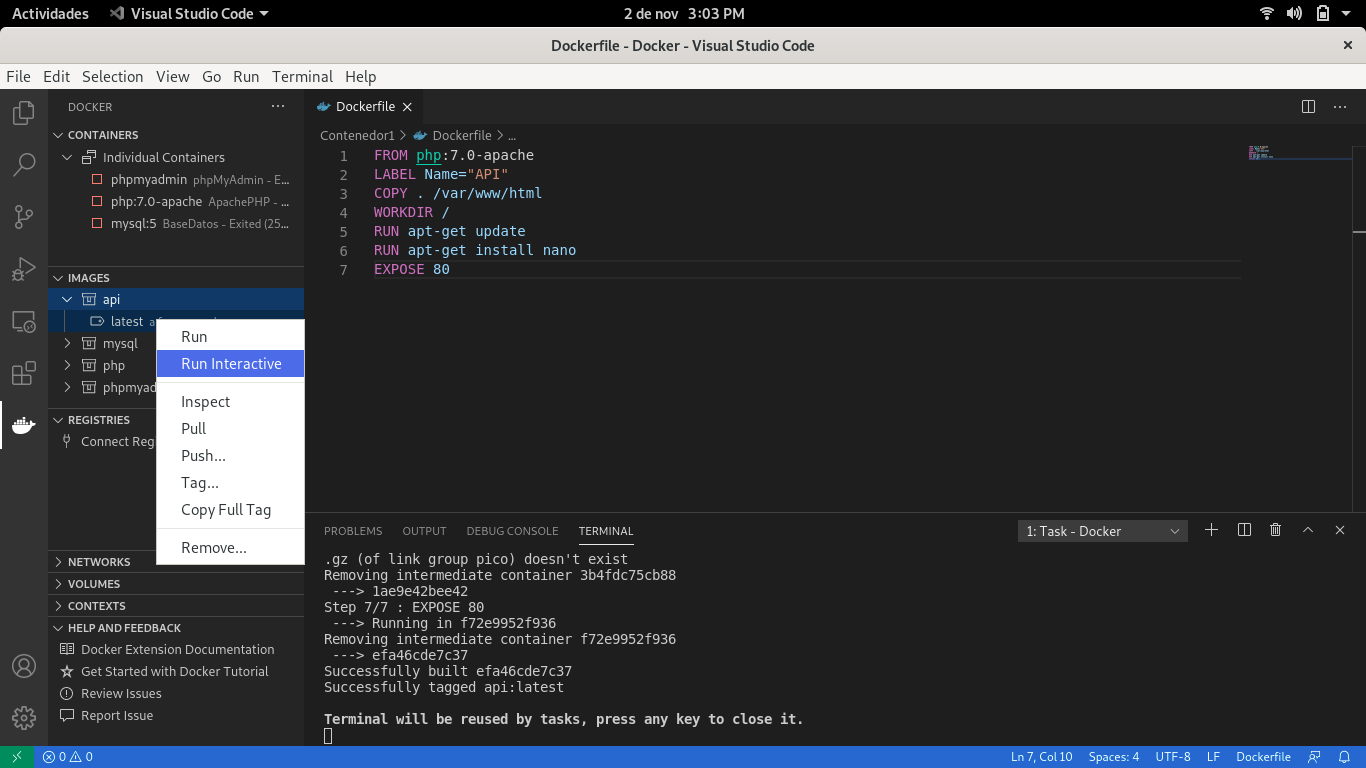 Actividades Visual Studio Code 2 de nov 3:03 PM
Dockerfile - Docker - Visual Studio Code
File Edit Selection View Go Run Terminal Help
DOCKER
CONTAINERS
Individual Containers
phpmyadmin phpMyAdmin - E...
php:7.0-apache ApachePHP - ...
mysql:5 BaseDatos - Exited (25...
IMAGES
api
latest
mysql
php
phpmyad
REGISTRIES
Connect Reg
NETWORKS
VOLUMES
CONTEXTS
HELP AND FEEDBACK
Docker Extension Documentation
Get Started with Docker Tutorial
Review Issues
Report Issue
Run
Run Interactive
Inspect
Pull
Push...
Tag...
Copy Full Tag
Remove...
Dockerfile
Contenedor1 > Dockerfile > ...
1 FROM php:7.0-apache
2 LABEL Name="API"
3 COPY . /var/www/html
4 WORKDIR /
5 RUN apt-get update
6 RUN apt-get install nano
7 EXPOSE 80
PROBLEMS OUTPUT DEBUG CONSOLE TERMINAL 1: Task - Docker
.gz (of link group pico) doesn't exist
Removing intermediate container 3b4fdc75cb88
---> 1ae9e42bee42
Step 7/7 : EXPOSE 80
---> Running in f72e9952f936
Removing intermediate container f72e9952f936
---> efa46cde7c37
Successfully built efa46cde7c37
Successfully tagged api:latest
Terminal will be reused by tasks, press any key to close it.
0 0 Ln 7, Col 10 Spaces: 4 UTF-8 LF Dockerfile